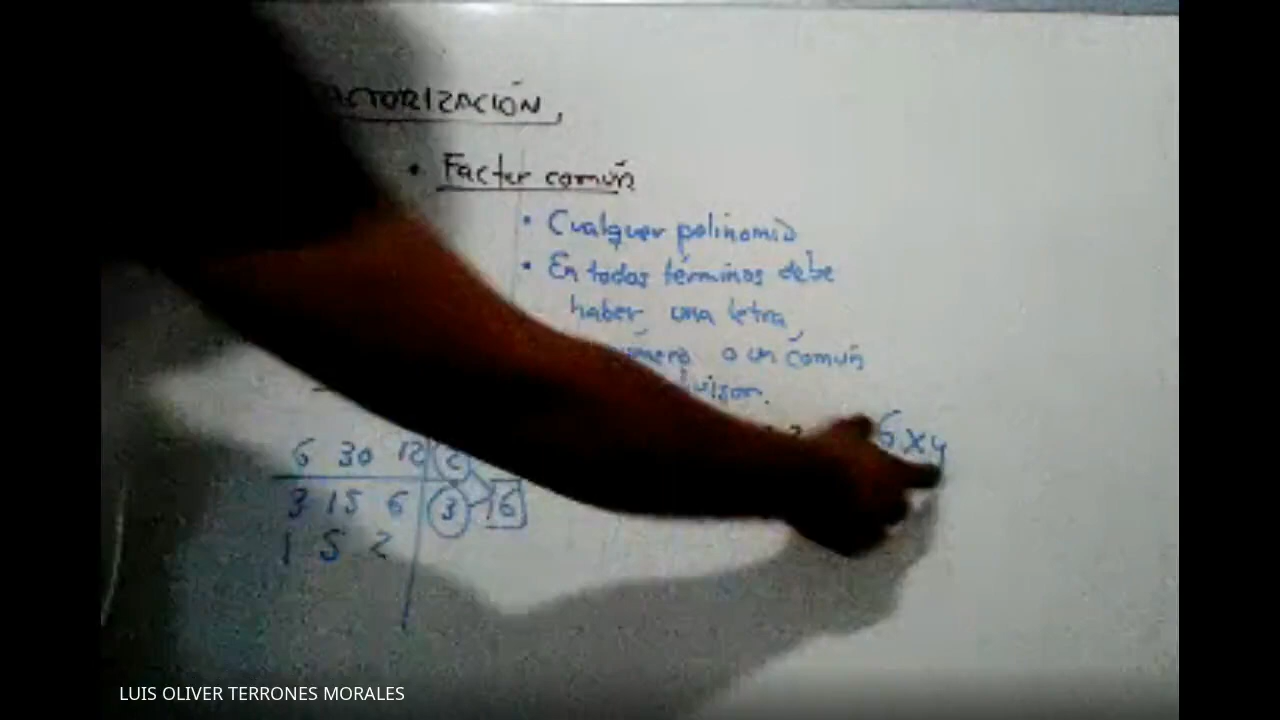 ACTORIZACIÓN,
• Factor común
• Cualquer polinomio
• En todos términos debe
haber una letra,
número o un común
divisor.
6xy
6 30 12 2
3 15 6 3 6
1 5 2
LUIS OLIVER TERRONES MORALES